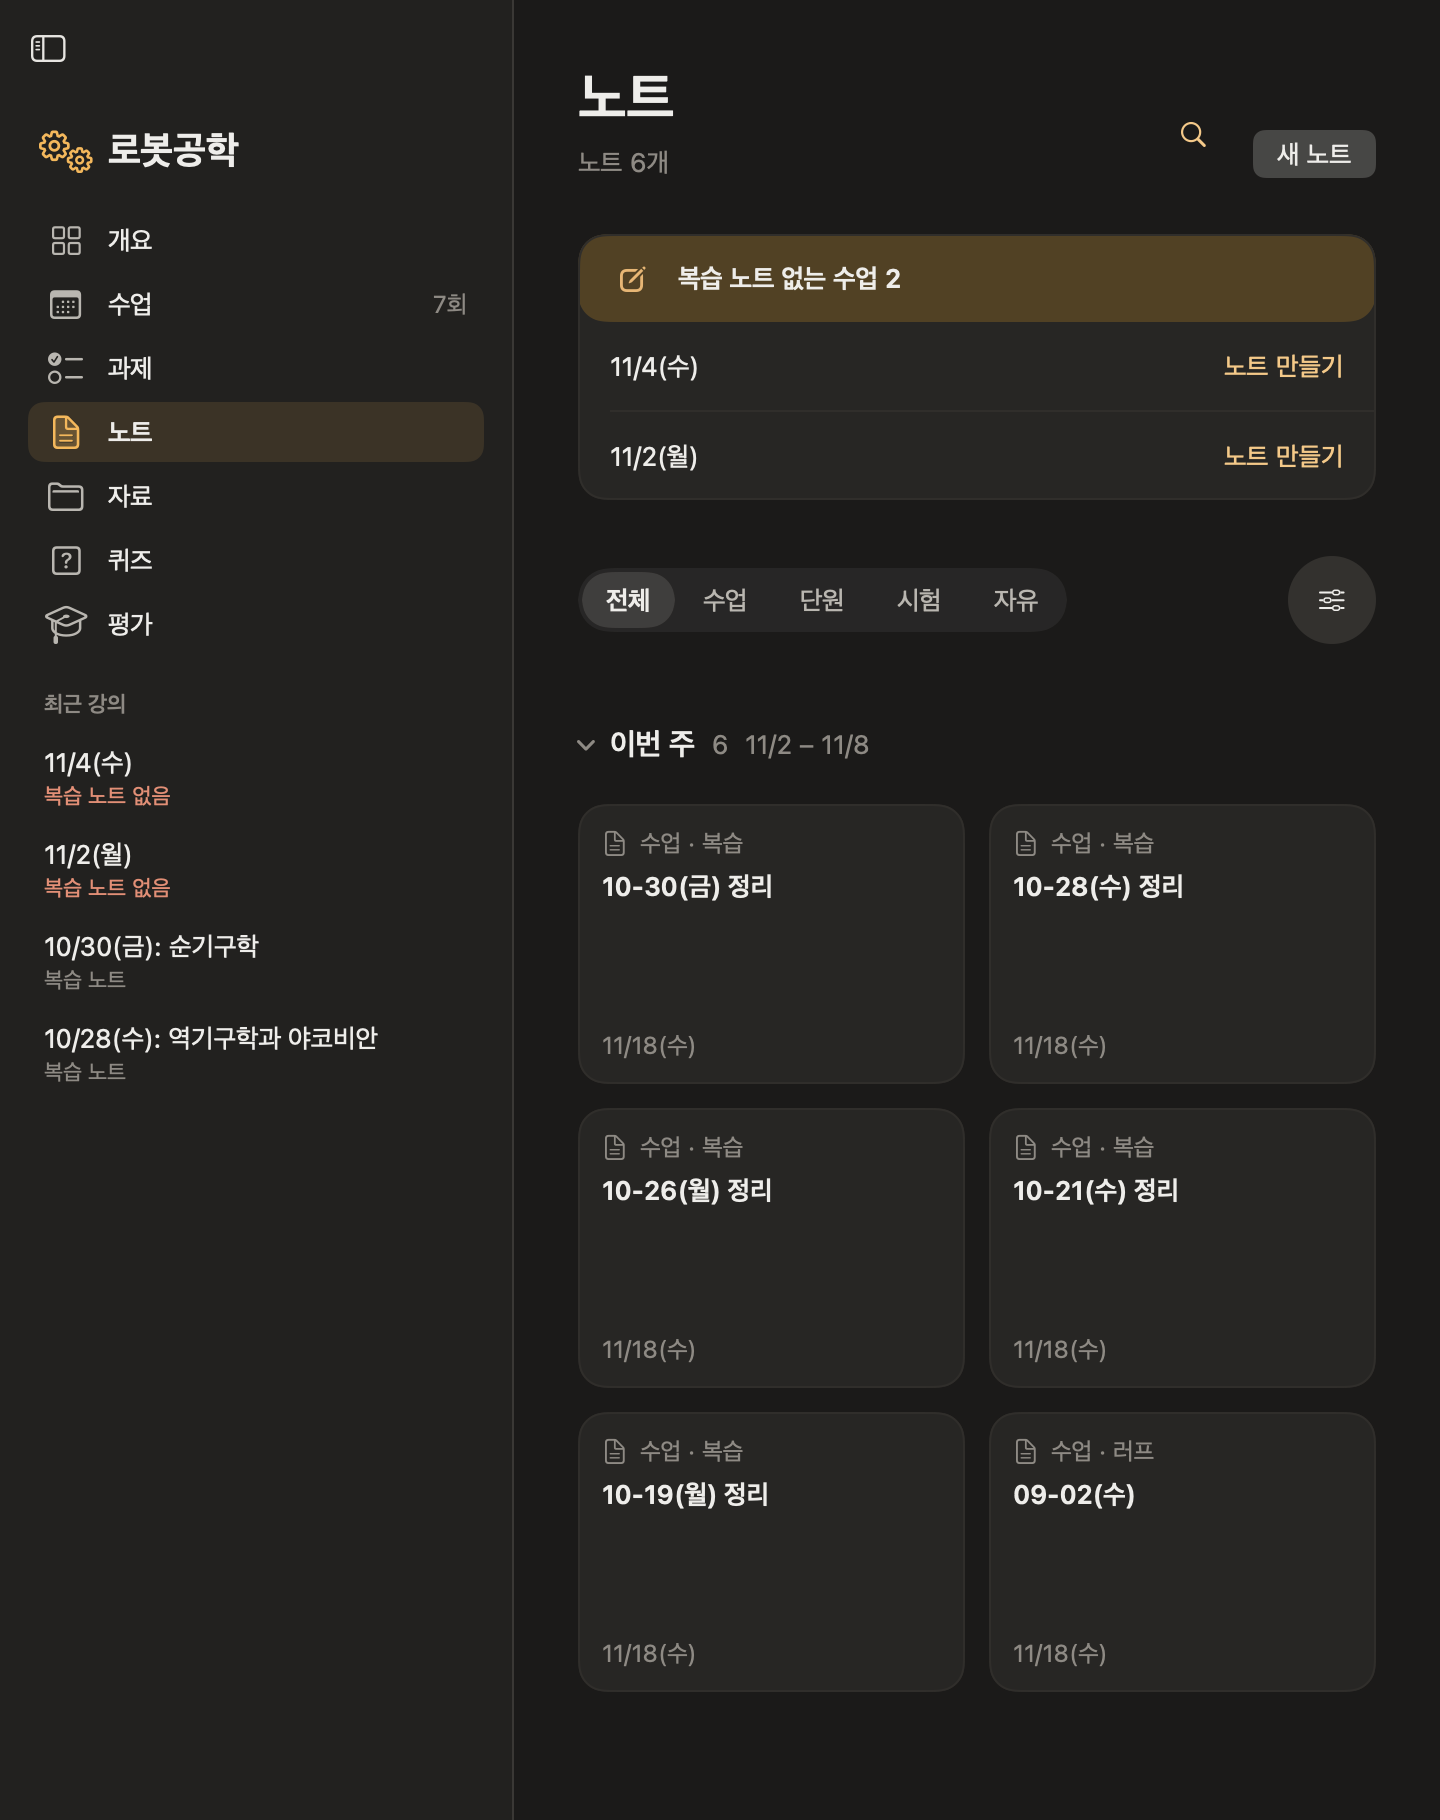 로봇공학
개요
수업 7회
과제
노트
자료
퀴즈
평가
최근 강의
11/4(수)
복습 노트 없음
11/2(월)
복습 노트 없음
10/30(금): 순기구학
복습 노트
10/28(수): 역기구학과 야코비안
복습 노트
노트
노트 6개
새 노트
복습 노트 없는 수업 2
11/4(수) 노트 만들기
11/2(월) 노트 만들기
전체 수업 단원 시험 자유
이번 주 6 11/2 – 11/8
수업 · 복습
10-30(금) 정리
11/18(수)
수업 · 복습
10-28(수) 정리
11/18(수)
수업 · 복습
10-26(월) 정리
11/18(수)
수업 · 복습
10-21(수) 정리
11/18(수)
수업 · 복습
10-19(월) 정리
11/18(수)
수업 · 러프
09-02(수)
11/18(수)